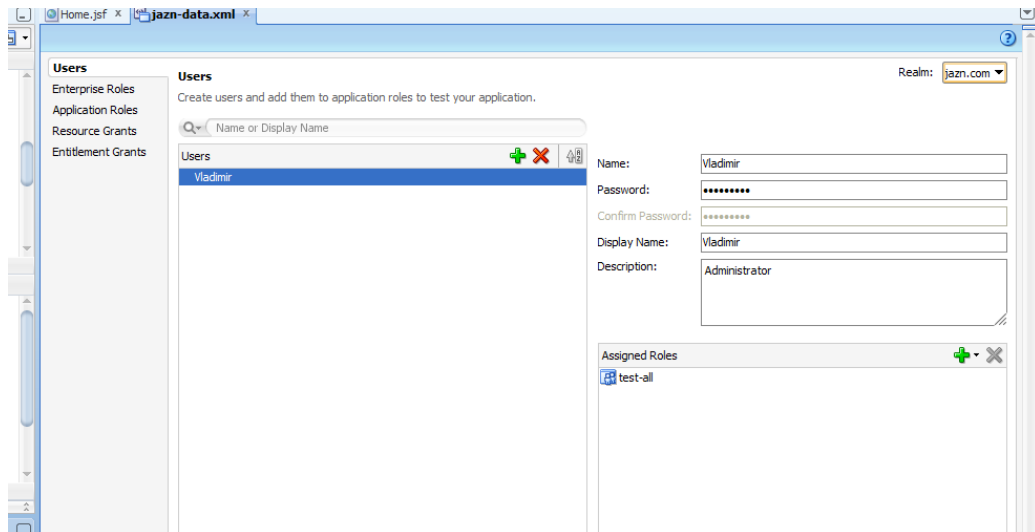 Home.jsf x jazn-data.xml x
Users
Enterprise Roles
Application Roles
Resource Grants
Entitlement Grants
Users
Realm: jazn.com
Create users and add them to application roles to test your application.
Name or Display Name
Users
Vladimir
Name: Vladimir
Password: •••••••••
Confirm Password: •••••••••
Display Name: Vladimir
Description: Administrator
Assigned Roles
test-all